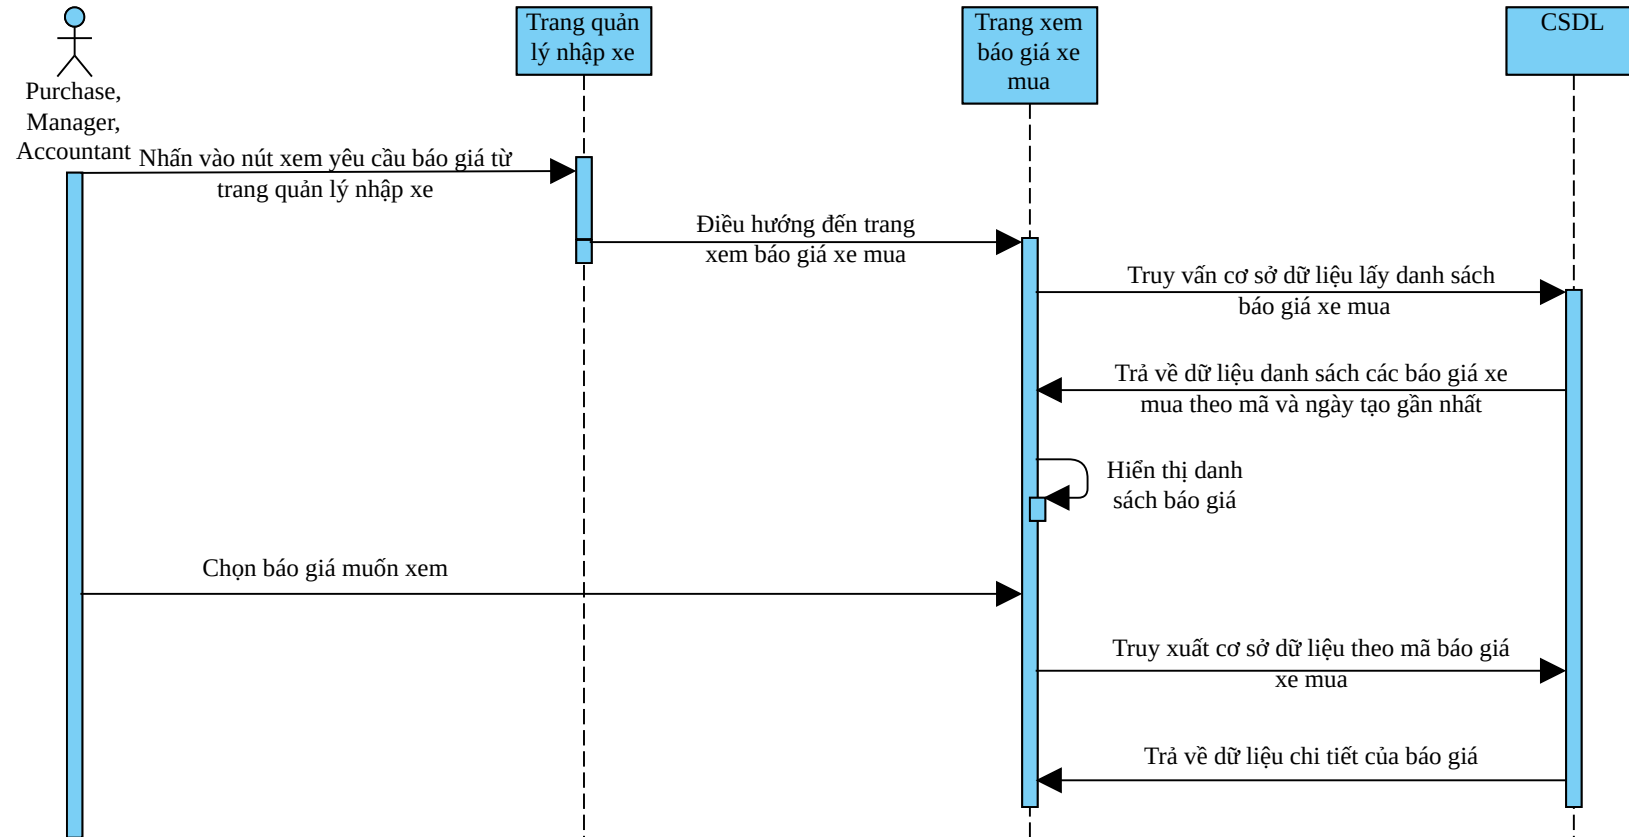 Trang quản
lý nhập xe
Trang xem
báo giá xe
mua
CSDL
Purchase,
Manager,
Accountant
Nhấn vào nút xem yêu cầu báo giá từ
trang quản lý nhập xe
Điều hướng đến trang
xem báo giá xe mua
Truy vấn cơ sở dữ liệu lấy danh sách
báo giá xe mua
Trả về dữ liệu danh sách các báo giá xe
mua theo mã và ngày tạo gần nhất
Hiển thị danh
sách báo giá
Chọn báo giá muốn xem
Truy xuất cơ sở dữ liệu theo mã báo giá
xe mua
Trả về dữ liệu chi tiết của báo giá